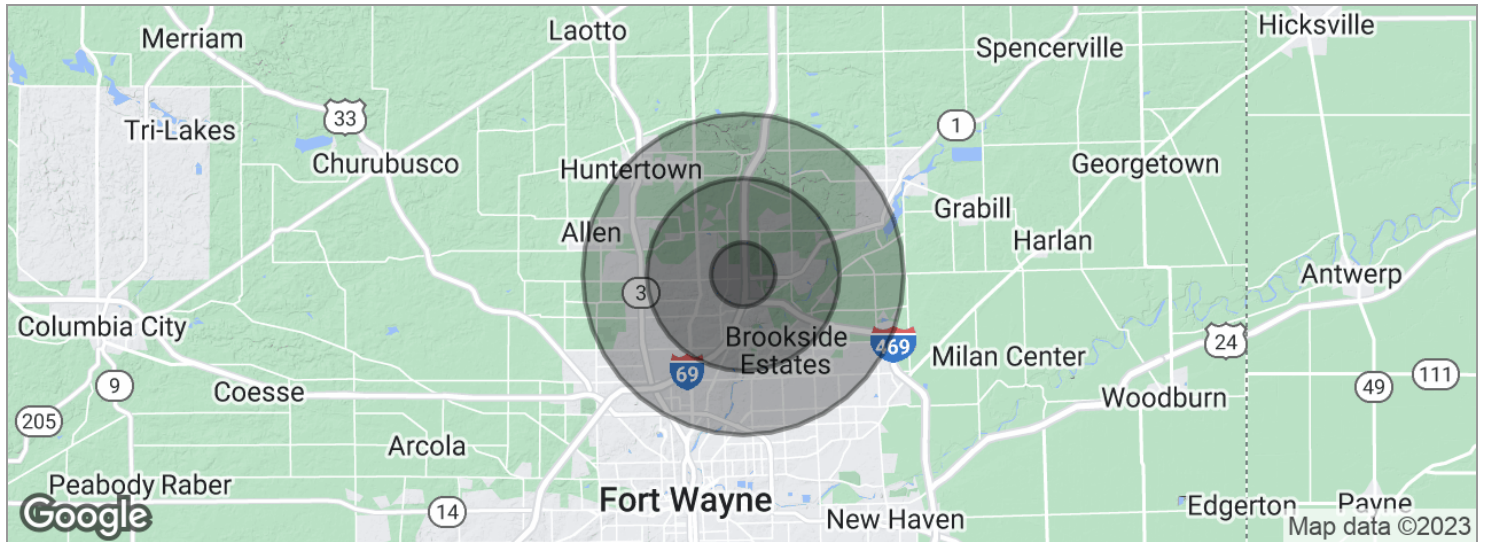 Hicksville
Laotto
Merriam
Spencerville
33
1
Tri-Lakes
Churubusco
Georgetown
Huntertown
Grabill
Allen
Harlan
Antwerp
3
Columbia City
Brookside
Estates
469
24
Milan Center
69
9
49
111
Coesse
Woodburn
205
Arcola
Peabody Raber
Fort Wayne
Edgerton
Payne
14
New Haven
Google
Map data ©2023